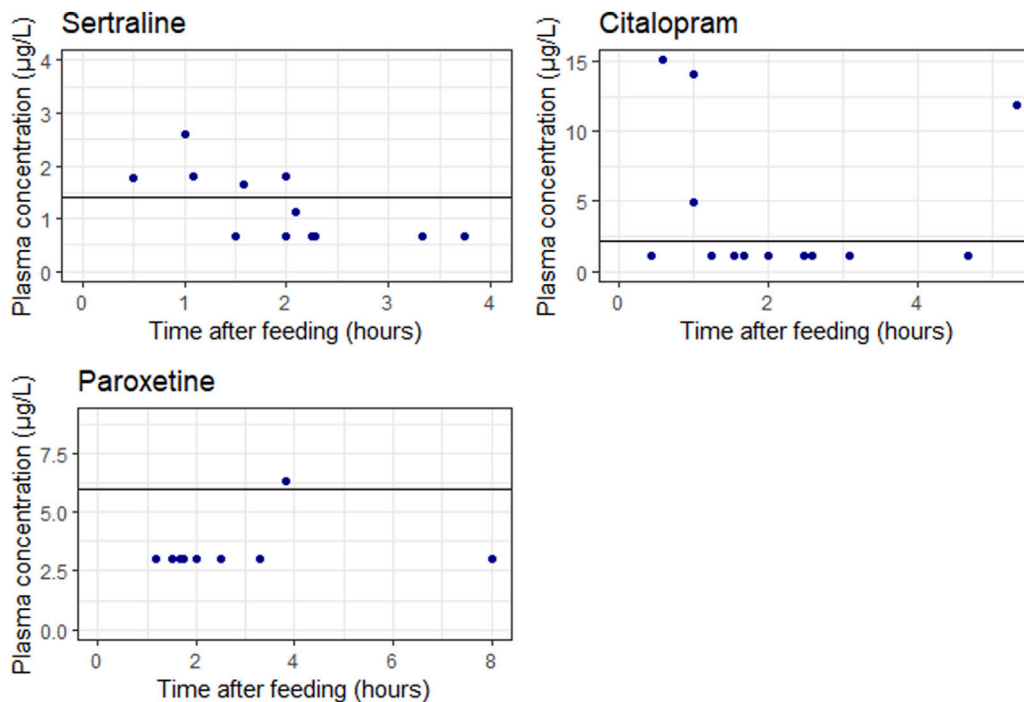 Sertraline
Plasma concentration (µg/L)
4
3
2
1
0
0 1 2 3 4
Time after feeding (hours)
Citalopram
Plasma concentration (µg/L)
15
10
5
0
0 2 4
Time after feeding (hours)
Paroxetine
Plasma concentration (µg/L)
7.5
5.0
2.5
0.0
0 2 4 6 8
Time after feeding (hours)